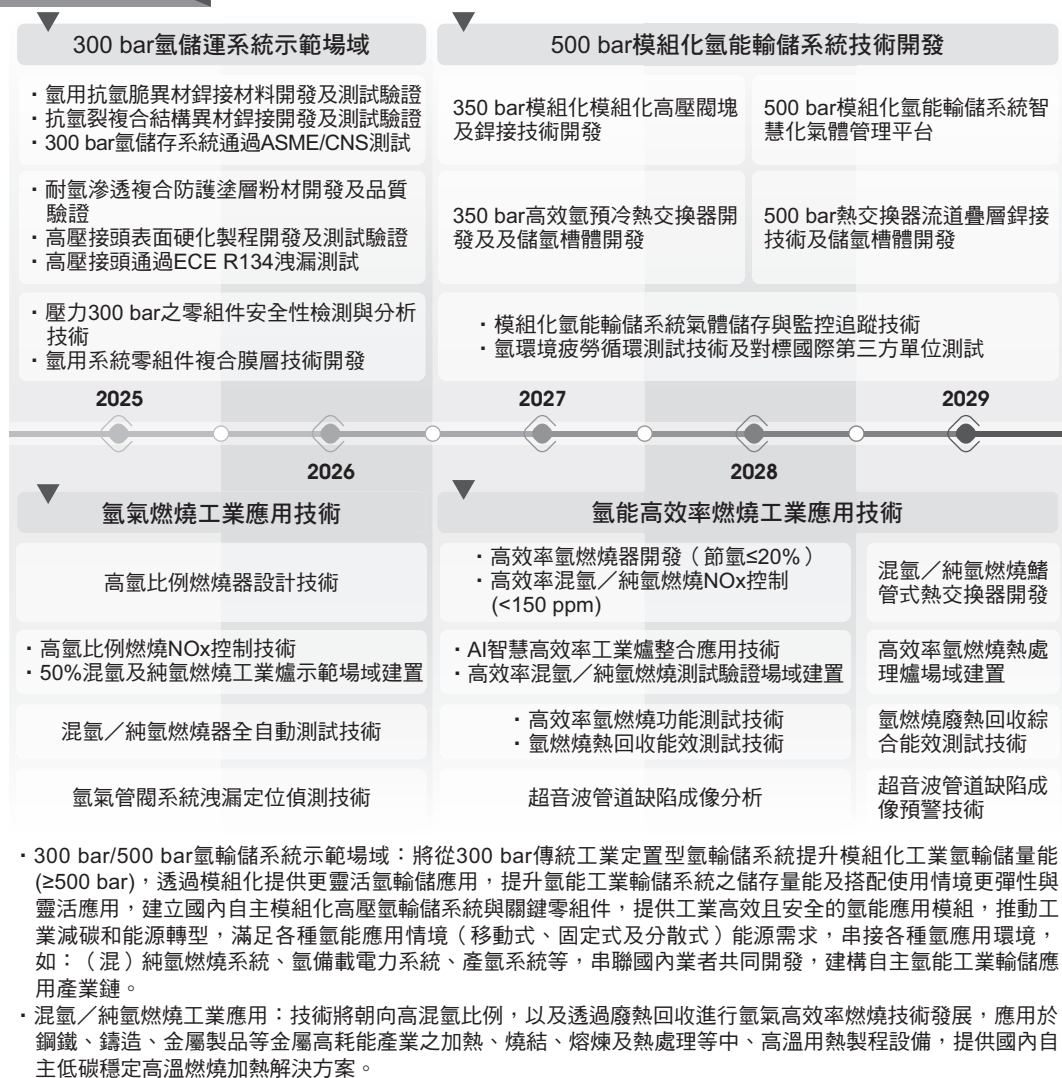 300 bar氫儲運系統示範場域
500 bar模組化氫能輸儲系統技術開發
・氫用抗氫脆異材銲接材料開發及測試驗證
・抗氫裂複合結構異材銲接開發及測試驗證
・300 bar氫儲存系統通過ASME/CNS測試
350 bar模組化模組化高壓閥塊
及銲接技術開發
500 bar模組化氫能輸儲系統智
慧化氣體管理平台
・耐氫滲透複合防護塗層粉材開發及品質
驗證
・高壓接頭表面硬化製程開發及測試驗證
・高壓接頭通過ECE R134洩漏測試
350 bar高效氫預冷熱交換器開
發及及儲氫槽體開發
500 bar熱交換器流道疊層銲接
技術及儲氫槽體開發
・壓力300 bar之零組件安全性檢測與分析
技術
・氫用系統零組件複合膜層技術開發
・模組化氫能輸儲系統氣體儲存與監控追蹤技術
・氫環境疲勞循環測試技術及對標國際第三方單位測試
2025
2027
2029
2026
2028
氫氣燃燒工業應用技術
氫能高效率燃燒工業應用技術
高氫比例燃燒器設計技術
・高效率氫燃燒器開發（節氫≤20%）
・高效率混氫／純氫燃燒NOx控制
(<150 ppm)
混氫／純氫燃燒鰭
管式熱交換器開發
・高氫比例燃燒NOx控制技術
・50%混氫及純氫燃燒工業爐示範場域建置
・AI智慧高效率工業爐整合應用技術
・高效率混氫／純氫燃燒測試驗證場域建置
高效率氫燃燒熱處
理爐場域建置
混氫／純氫燃燒器全自動測試技術
・高效率氫燃燒功能測試技術
・氫燃燒熱回收能效測試技術
氫燃燒廢熱回收綜
合能效測試技術
氫氣管閥系統洩漏定位偵測技術
超音波管道缺陷成像分析
超音波管道缺陷成
像預警技術
・300 bar/500 bar氫輸儲系統示範場域：將從300 bar傳統工業定置型氫輸儲系統提升模組化工業氫輸儲量能
(≥500 bar)，透過模組化提供更靈活氫輸儲應用，提升氫能工業輸儲系統之儲存量能及搭配使用情境更彈性與
靈活應用，建立國內自主模組化高壓氫輸儲系統與關鍵零組件，提供工業高效且安全的氫能應用模組，推動工
業減碳和能源轉型，滿足各種氫能應用情境（移動式、固定式及分散式）能源需求，串接各種氫應用環境，
如：（混）純氫燃燒系統、氫備載電力系統、產氫系統等，串聯國內業者共同開發，建構自主氫能工業輸儲應
用產業鏈。
・混氫／純氫燃燒工業應用：技術將朝向高混氫比例，以及透過廢熱回收進行氫氣高效率燃燒技術發展，應用於
鋼鐵、鑄造、金屬製品等金屬高耗能產業之加熱、燒結、熔煉及熱處理等中、高溫用熱製程設備，提供國內自
主低碳穩定高溫燃燒加熱解決方案。